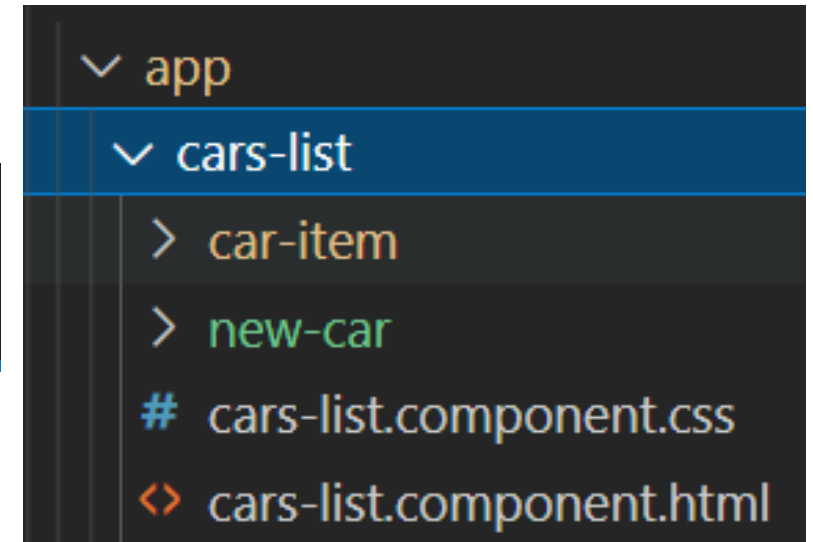 app
cars-list
car-item
new-car
# cars-list.component.css
<> cars-list.component.html